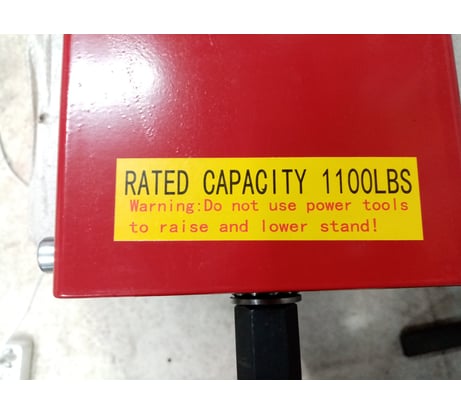 RATED CAPACITY 1100LBS
Warning:Do not use power tools
to raise and lower stand!